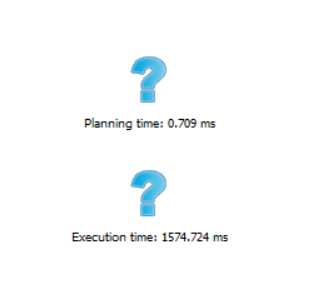 Planning time: 0.709 ms
Execution time: 1574.724 ms